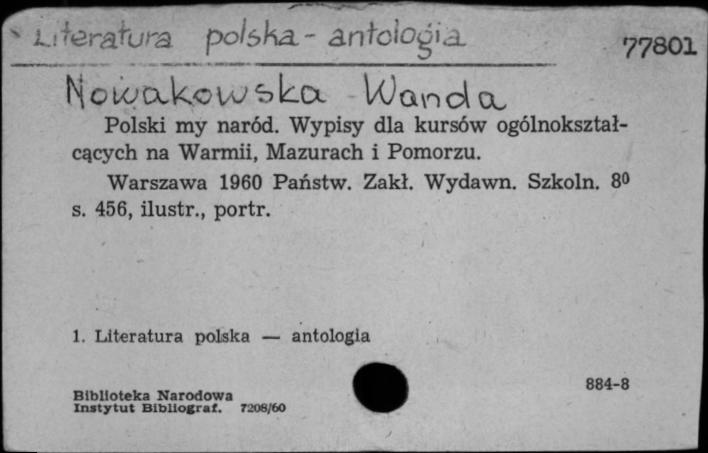 Literatura polska - antologia
77801
Nowakowska Wanda
Polski my naród. Wypisy dla kursów ogólnokształ-
cących na Warmii, Mazurach i Pomorzu.
Warszawa 1960 Państw. Zakł. Wydawn. Szkoln. 8⁰
s. 456, ilustr., portr.
1. Literatura polska — antologia
884-8
Biblioteka Narodowa
Instytut Bibliograf. 7208/60